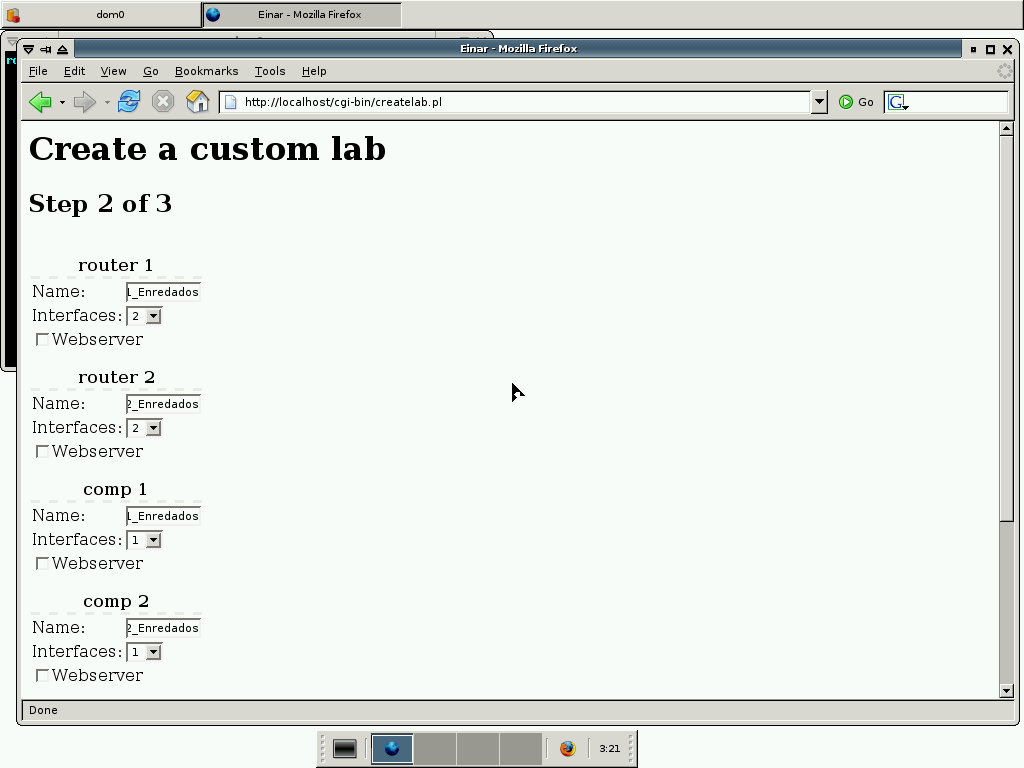 dom0
Einar - Mozilla Firefox
Einar - Mozilla Firefox
File Edit View Go Bookmarks Tools Help
http://localhost/cgi-bin/createlab.pl
Go
G
Create a custom lab
Step 2 of 3
router 1
Name: 1_Enredados
Interfaces: 2
Webserver
router 2
Name: 2_Enredados
Interfaces: 2
Webserver
comp 1
Name: 1_Enredados
Interfaces: 1
Webserver
comp 2
Name: 2_Enredados
Interfaces: 1
Webserver
Done
3:21